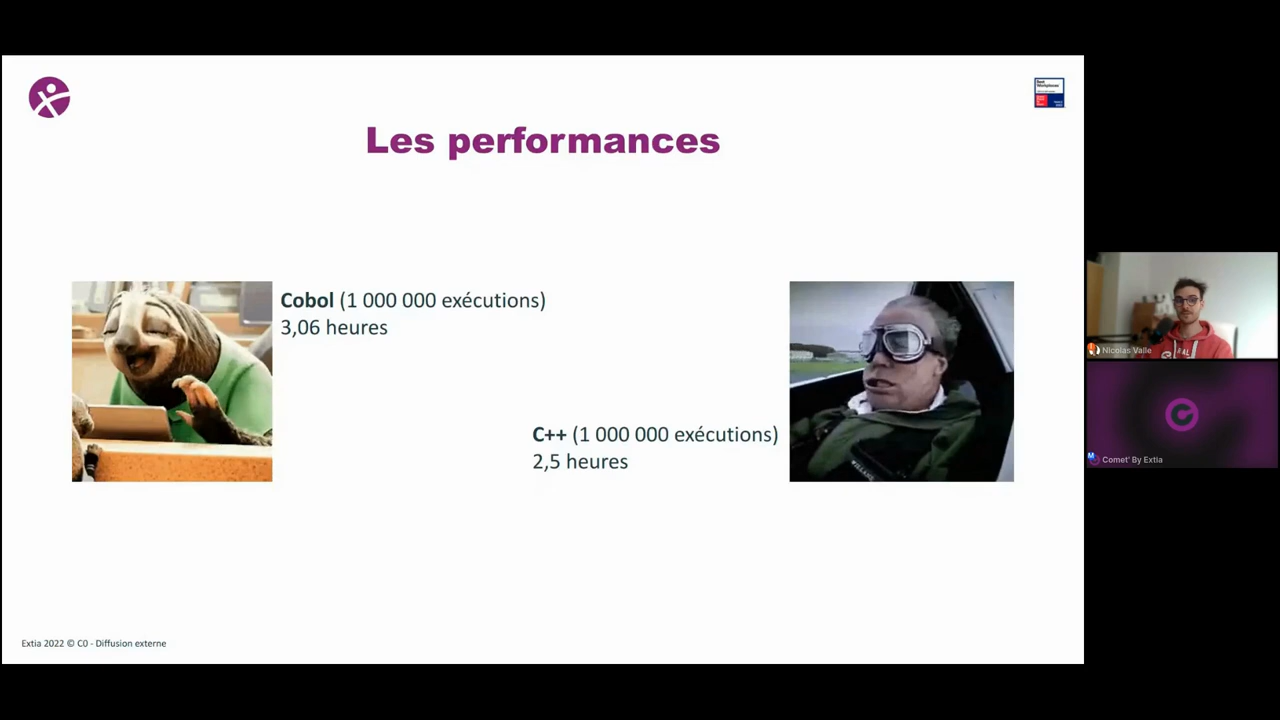 Les performances
Cobol (1 000 000 exécutions)
3,06 heures
C++ (1 000 000 exécutions)
2,5 heures
Extia 2022 © C0 - Diffusion externe
Nicolas Valle
Comet' By Extia